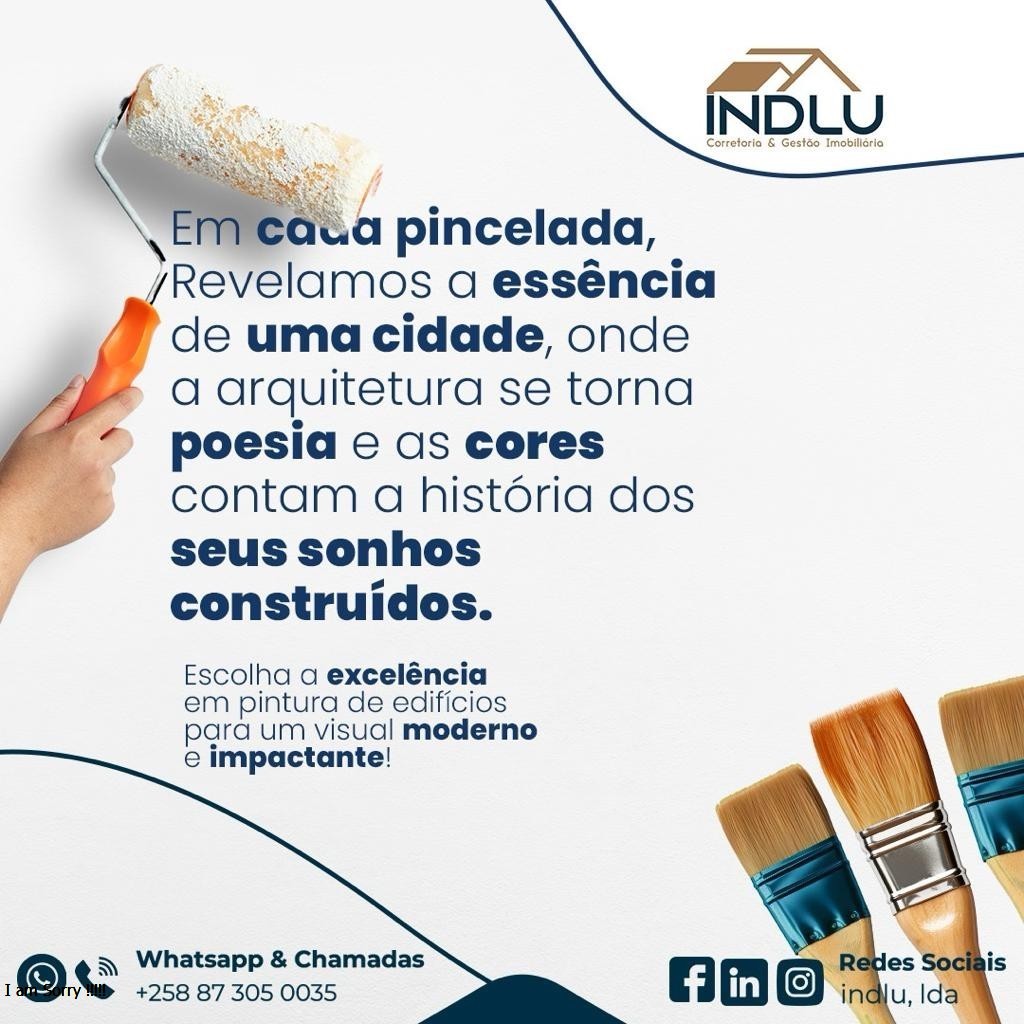 INDLU
Corretoria & Gestão Imobiliária
Em cada pincelada,
Revelamos a essência
de uma cidade, onde
a arquitetura se torna
poesia e as cores
contam a história dos
seus sonhos
construídos.
Escolha a excelência
em pintura de edifícios
para um visual moderno
e impactante!
Whatsapp & Chamadas
+258 87 305 0035
I am Sorry !!!!!
Redes Sociais
indlu, lda